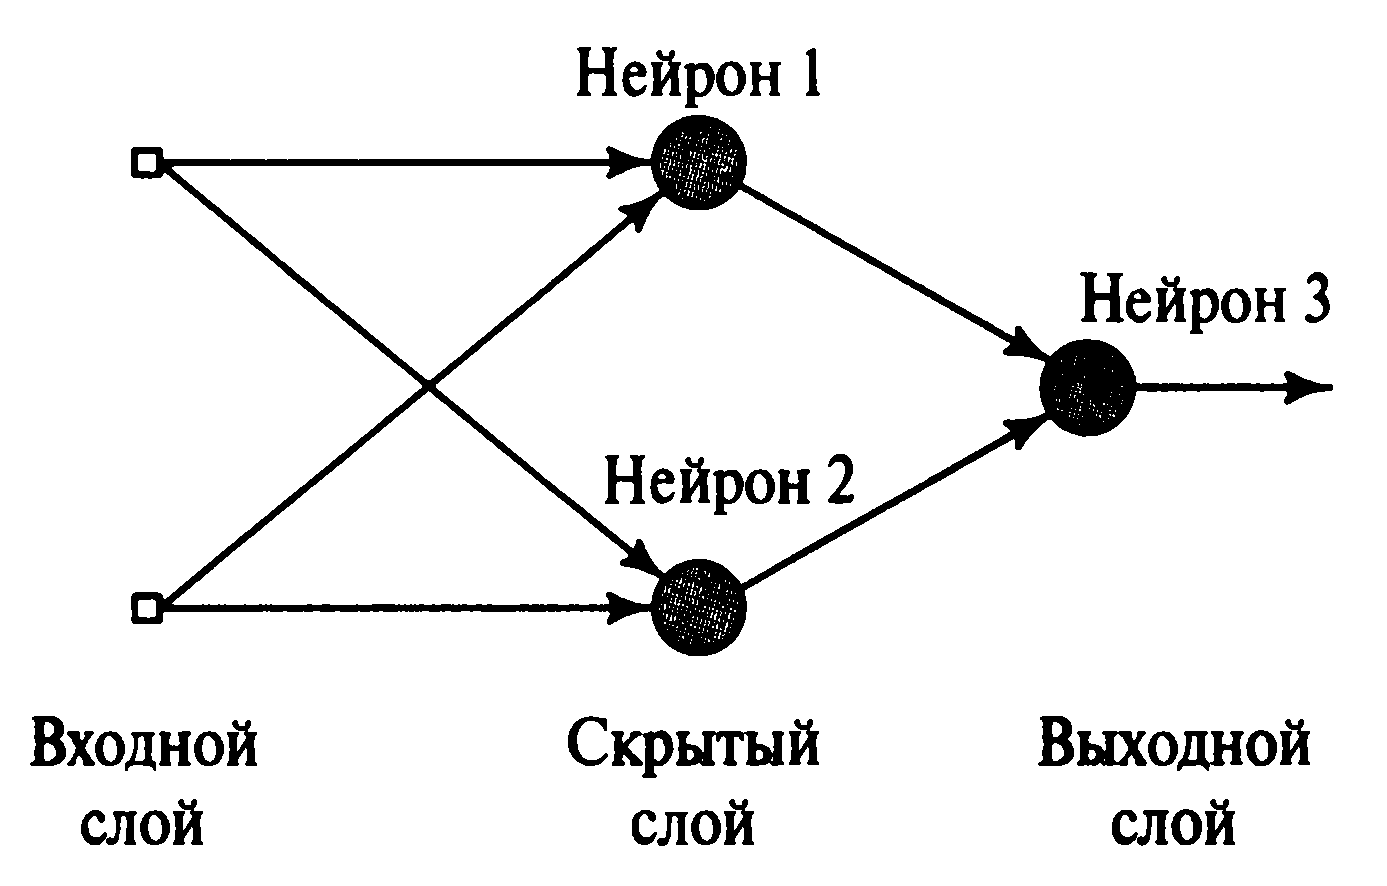 Нейрон 1
Нейрон 3
Нейрон 2
Входной
слой
Скрытый
слой
Выходной
слой